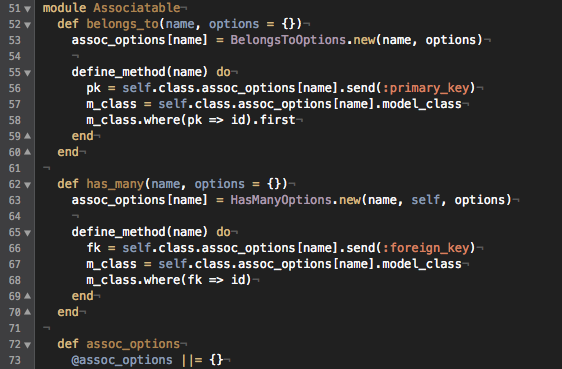 51 module Associatable
52   def belongs_to(name, options = {})
53     assoc_options[name] = BelongsToOptions.new(name, options)
54
55     define_method(name) do
56       pk = self.class.assoc_options[name].send(:primary_key)
57       m_class = self.class.assoc_options[name].model_class
58       m_class.where(pk => id).first
59     end
60   end
61
62   def has_many(name, options = {})
63     assoc_options[name] = HasManyOptions.new(name, self, options)
64
65     define_method(name) do
66       fk = self.class.assoc_options[name].send(:foreign_key)
67       m_class = self.class.assoc_options[name].model_class
68       m_class.where(fk => id)
69     end
70   end
71
72   def assoc_options
73     @assoc_options ||= {}